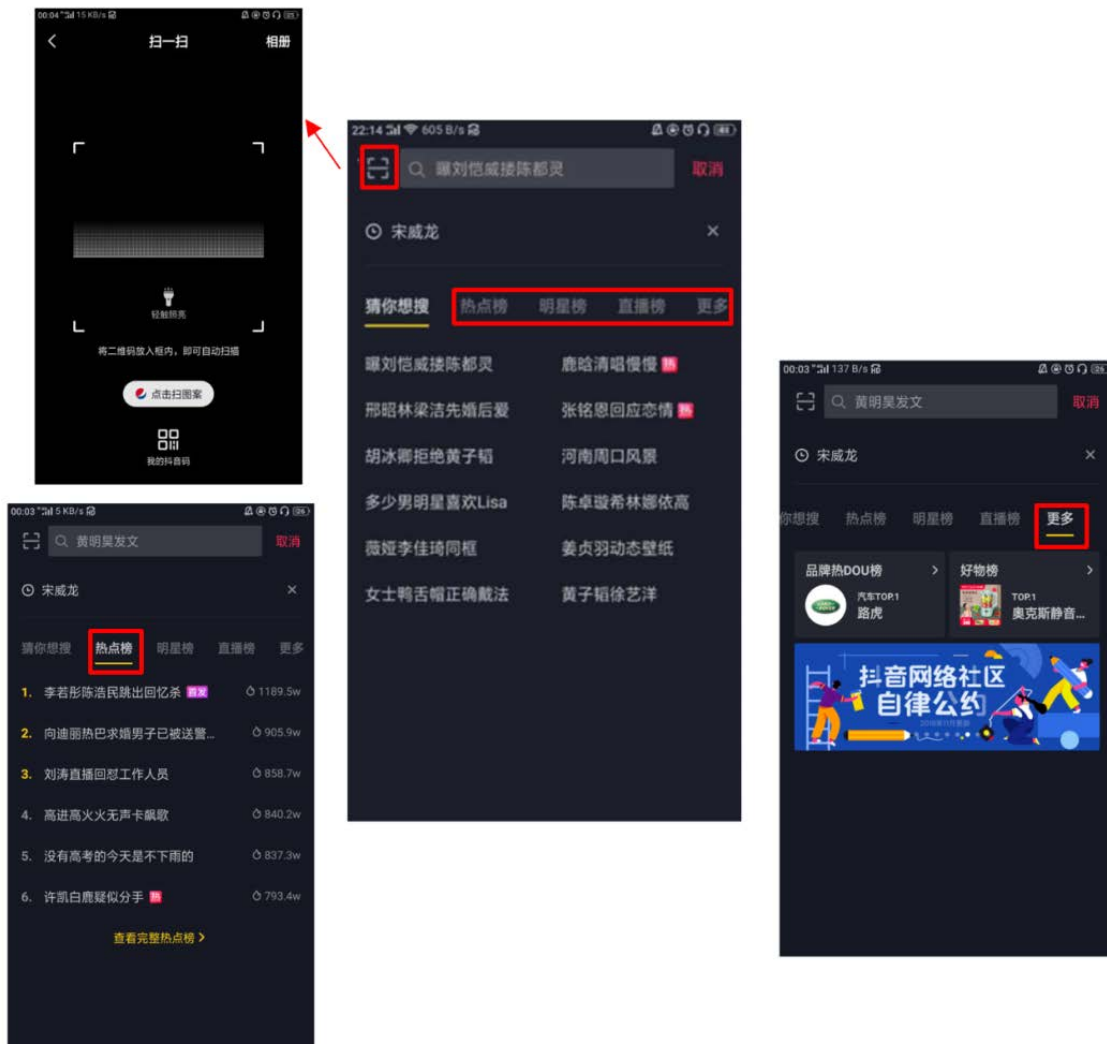 00:04 15 KB/s
扫一扫 相册
轻触照亮
将二维码放入框内，即可自动扫描
点击扫图案
我的抖音码
22:14 605 B/s
曝刘恺威搂陈都灵 取消
宋威龙
猜你想搜 热点榜 明星榜 直播榜 更多
曝刘恺威搂陈都灵 鹿晗清唱慢慢 热
邢昭林梁洁先婚后爱 张铭恩回应恋情 热
胡冰卿拒绝黄子韬 河南周口风景
多少男明星喜欢Lisa 陈卓璇希林娜依高
薇娅李佳琦同框 姜贞羽动态壁纸
女士鸭舌帽正确戴法 黄子韬徐艺洋
00:03 5 KB/s
黄明昊发文 取消
宋威龙
猜你想搜 热点榜 明星榜 直播榜 更多
1. 李若彤陈浩民跳出回忆杀 首发 1189.5w
2. 向迪丽热巴求婚男子已被送警... 905.9w
3. 刘涛直播回怼工作人员 858.7w
4. 高进高火火无声卡飙歌 840.2w
5. 没有高考的今天是不下雨的 837.3w
6. 许凯白鹿疑似分手 热 793.4w
查看完整热点榜
00:03 137 B/s
黄明昊发文 取消
宋威龙
你想搜 热点榜 明星榜 直播榜 更多
品牌热DOU榜 好物榜
汽车TOP.1 TOP.1
路虎 奥克斯静音...
抖音网络社区
自律公约